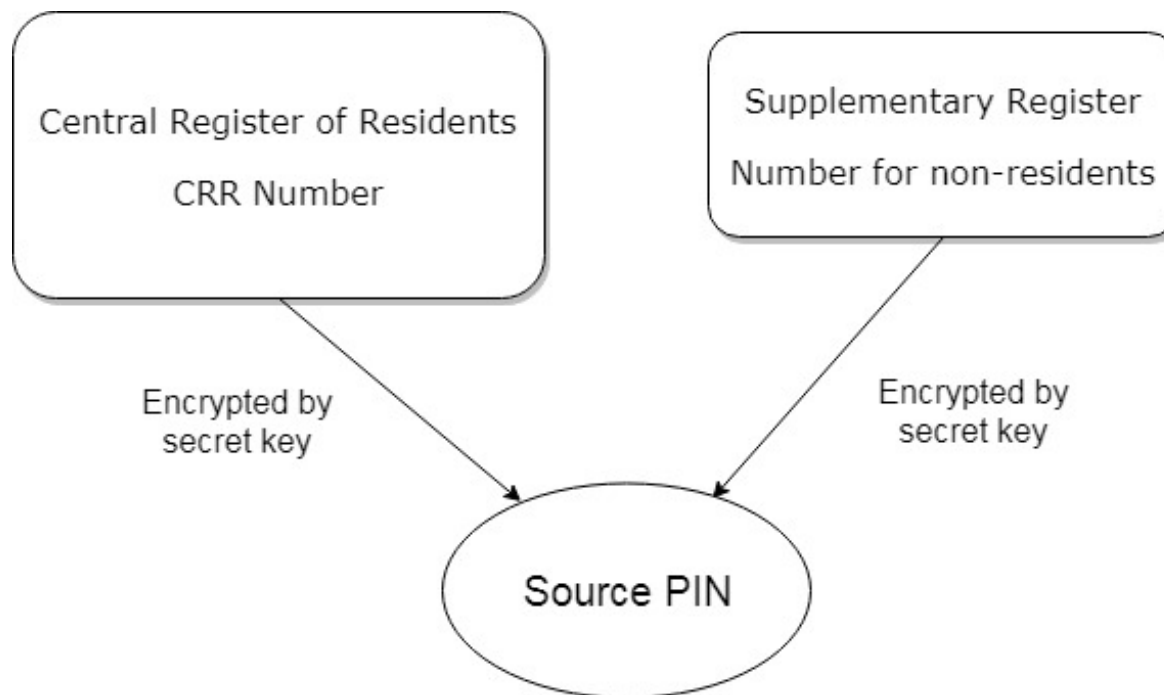 Central Register of Residents
CRR Number
Supplementary Register
Number for non-residents
Encrypted by
secret key
Encrypted by
secret key
Source PIN